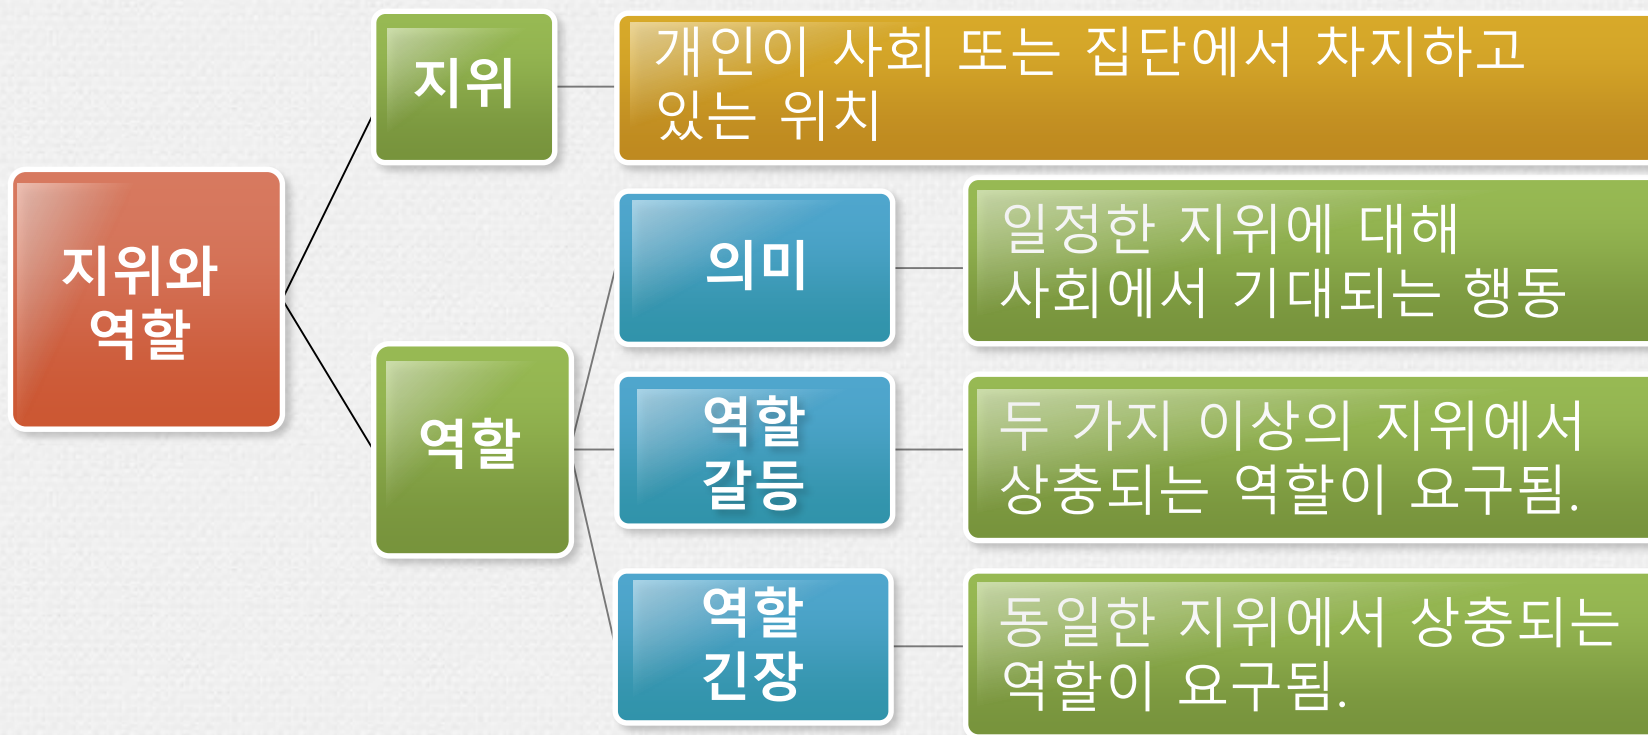 지위와
역할
지위
개인이 사회 또는 집단에서 차지하고
있는 위치
역할
의미
일정한 지위에 대해
사회에서 기대되는 행동
역할
갈등
두 가지 이상의 지위에서
상충되는 역할이 요구됨.
역할
긴장
동일한 지위에서 상충되는
역할이 요구됨.